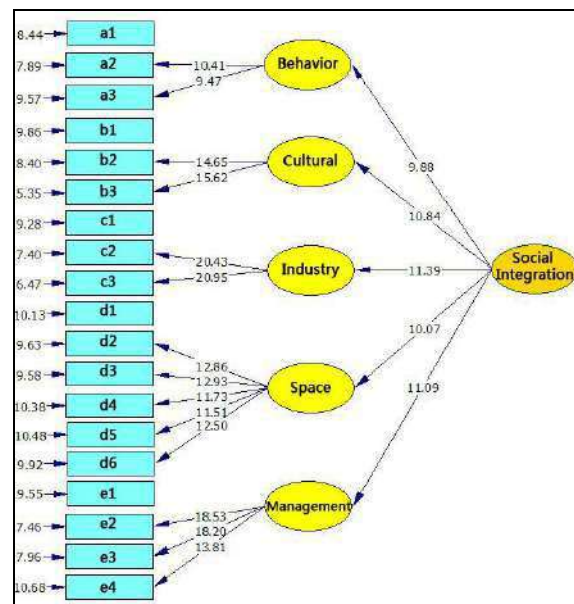 8.44 a1
7.89 a2 10.41 Behavior
9.57 a3 9.47
9.86 b1
8.40 b2 14.65 Cultural 9.88
5.35 b3 15.62
9.28 c1 10.84
7.40 c2 20.43 Industry 11.39 Social Integration
6.47 c3 20.95
10.13 d1
9.63 d2 12.86 10.07
9.58 d3 12.93 Space
10.38 d4 11.73 11.09
10.48 d5 11.51
9.92 d6 12.50
9.55 e1
7.46 e2 18.53 Management
7.96 e3 18.20
10.68 e4 13.81